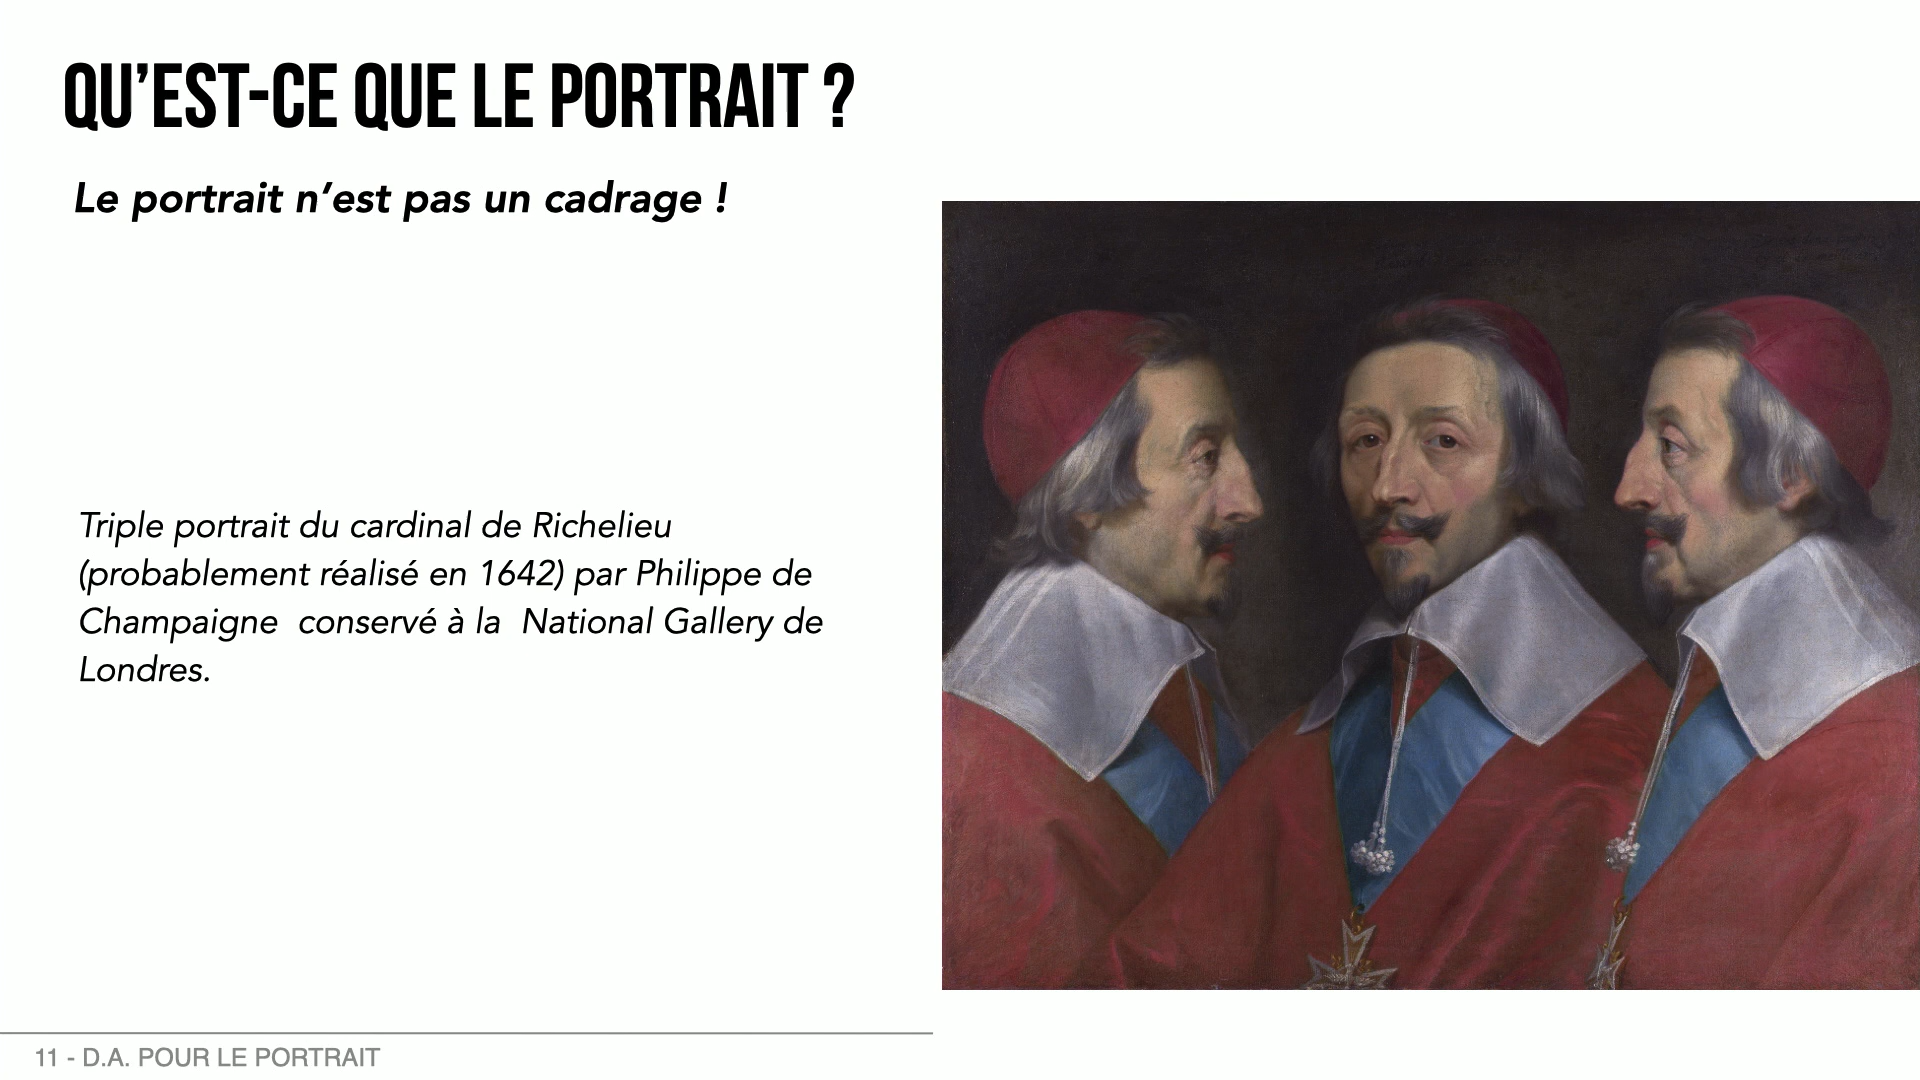 QU’EST-CE QUE LE PORTRAIT ?
Le portrait n’est pas un cadrage !
Triple portrait du cardinal de Richelieu
(probablement réalisé en 1642) par Philippe de
Champaigne  conservé à la  National Gallery de
Londres.
11 - D.A. POUR LE PORTRAIT